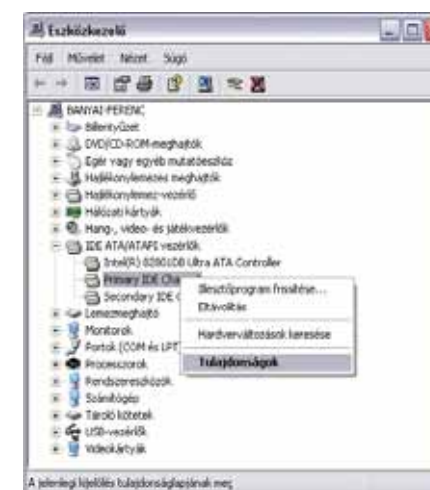 Eszközkezelő
Fájl Művelet Nézet Súgó
BANYAI-FERENC
Billentyűzet
DVD/CD-ROM-meghajtók
Egér vagy egyéb mutatóeszköz
Hajlékonylemezes meghajtók
Hajlékonylemez-vezérlő
Hálózati kártyák
Hang-, video- és játékvezérlők
IDE ATA/ATAPI vezérlők
Intel(R) 82801DB Ultra ATA Controller
Primary IDE Cha
Secondary IDE C
Illesztőprogram frissítése...
Eltávolítás
Hardverváltozások keresése
Tulajdonságok
Lemezmeghajtó
Monitorok
Portok (COM és LPT)
Processzorok
Rendszereszközök
Számítógép
Tároló kötetek
USB-vezérlők
Videokártyák
A jelenlegi kijelölés tulajdonságlapjának meg